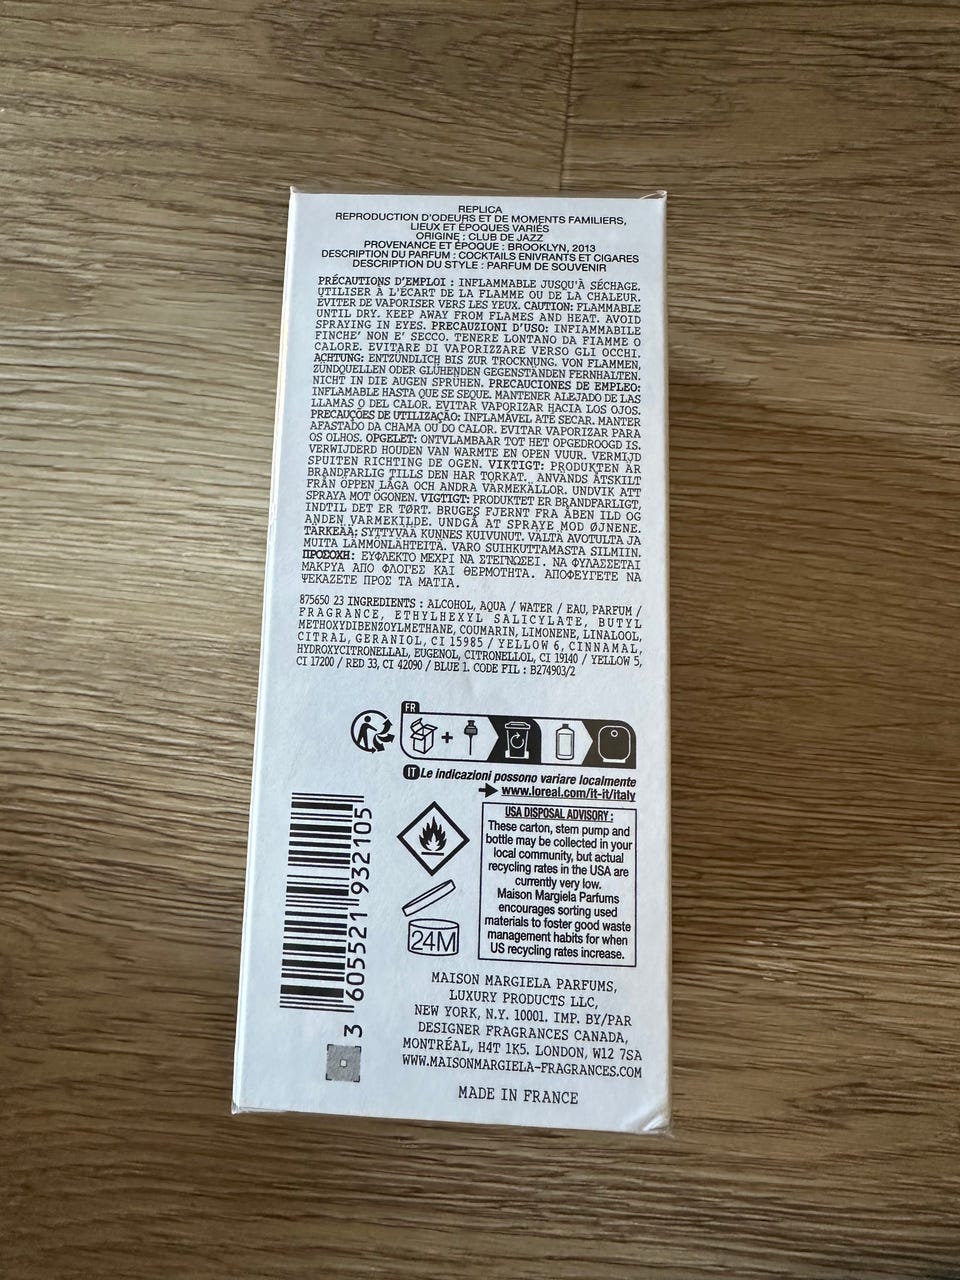 REPLICA
REPRODUCTION D'ODEURS ET DE MOMENTS FAMILIERS,
LIEUX ET ÉPOQUES VARIÉS
ORIGINE : CLUB DE JAZZ
PROVENANCE ET ÉPOQUE : BROOKLYN, 2013
DESCRIPTION DU PARFUM : COCKTAILS ENIVRANTS ET CIGARES
DESCRIPTION DU STYLE : PARFUM DE SOUVENIR
PRÉCAUTIONS D'EMPLOI : INFLAMMABLE JUSQU'À SÉCHAGE.
UTILISER À L'ÉCART DE LA FLAMME OU DE LA CHALEUR.
ÉVITER DE VAPORISER VERS LES YEUX. CAUTION: FLAMMABLE
UNTIL DRY. KEEP AWAY FROM FLAMES AND HEAT. AVOID
SPRAYING IN EYES. PRECAUZIONI D'USO: INFIAMMABILE
FINCHE' NON E' SECCO. TENERE LONTANO DA FIAMME O
CALORE. EVITARE DI VAPORIZZARE VERSO GLI OCCHI.
ACHTUNG: ENTZÜNDLICH BIS ZUR TROCKNUNG. VON FLAMMEN,
ZÜNDQUELLEN ODER GLÜHENDEN GEGENSTÄNDEN FERNHALTEN.
NICHT IN DIE AUGEN SPRÜHEN. PRECAUCIONES DE EMPLEO:
INFLAMABLE HASTA QUE SE SEQUE. MANTENER ALEJADO DE LAS
LLAMAS O DEL CALOR. EVITAR VAPORIZAR HACIA LOS OJOS.
PRECAUÇÕES DE UTILIZAÇÃO: INFLAMÁVEL ATÉ SECAR. MANTER
AFASTADO DA CHAMA OU DO CALOR. EVITAR VAPORIZAR PARA
OS OLHOS. OPGELET: ONTVLAMBAAR TOT HET OPGEDROOGD IS.
VERWIJDERD HOUDEN VAN WARMTE EN OPEN VUUR. VERMIJD
SPUITEN RICHTING DE OGEN. VIKTIGT: PRODUKTEN ÄR
BRANDFARLIG TILLS DEN HAR TORKAT. ANVÄNDS ÅTSKILT
FRÅN ÖPPEN LÅGA OCH ANDRA VÄRMEKÄLLOR. UNDVIK ATT
SPRAYA MOT ÖGONEN. VIGTIGT: PRODUKTET ER BRANDFARLIGT,
INDTIL DET ER TØRT. BRUGES FJERNT FRA ÅBEN ILD OG
ANDEN VARMEKILDE. UNDGÅ AT SPRAYE MOD ØJNENE.
TÄRKEÄÄ: SYTTYVÄÄ KUNNES KUIVUNUT. VÄLTÄ AVOTULTA JA
MUITA LÄMMÖNLÄHTEITÄ. VARO SUIHKUTTAMASTA SILMIIN.
ΠΡΟΣΟΧΗ: ΕΥΦΛΕΚΤΟ ΜΕΧΡΙ ΝΑ ΣΤΕΓΝΩΣΕΙ. ΝΑ ΦΥΛΑΣΣΕΤΑΙ
ΜΑΚΡΥΑ ΑΠΟ ΦΛΟΓΕΣ ΚΑΙ ΘΕΡΜΟΤΗΤΑ. ΑΠΟΦΕΥΓΕΤΕ ΝΑ
ΨΕΚΑΖΕΤΕ ΠΡΟΣ ΤΑ ΜΑΤΙΑ.
875650 23 INGREDIENTS : ALCOHOL, AQUA / WATER / EAU, PARFUM /
FRAGRANCE, ETHYLHEXYL SALICYLATE, BUTYL
METHOXYDIBENZOYLMETHANE, COUMARIN, LIMONENE, LINALOOL,
CITRAL, GERANIOL, CI 15985 / YELLOW 6, CINNAMAL,
HYDROXYCITRONELLAL, EUGENOL, CITRONELLOL, CI 19140 / YELLOW 5,
CI 17200 / RED 33, CI 42090 / BLUE 1. CODE FIL : B274903/2
FR
IT Le indicazioni possono variare localmente
www.loreal.com/it-it/italy
USA DISPOSAL ADVISORY :
These carton, stem pump and
bottle may be collected in your
local community, but actual
recycling rates in the USA are
currently very low.
Maison Margiela Parfums
encourages sorting used
materials to foster good waste
management habits for when
US recycling rates increase.
24M
3 605521 932105
MAISON MARGIELA PARFUMS,
LUXURY PRODUCTS LLC,
NEW YORK, N.Y. 10001. IMP. BY/PAR
DESIGNER FRAGRANCES CANADA,
MONTRÉAL, H4T 1K5. LONDON, W12 7SA
WWW.MAISONMARGIELA-FRAGRANCES.COM
MADE IN FRANCE